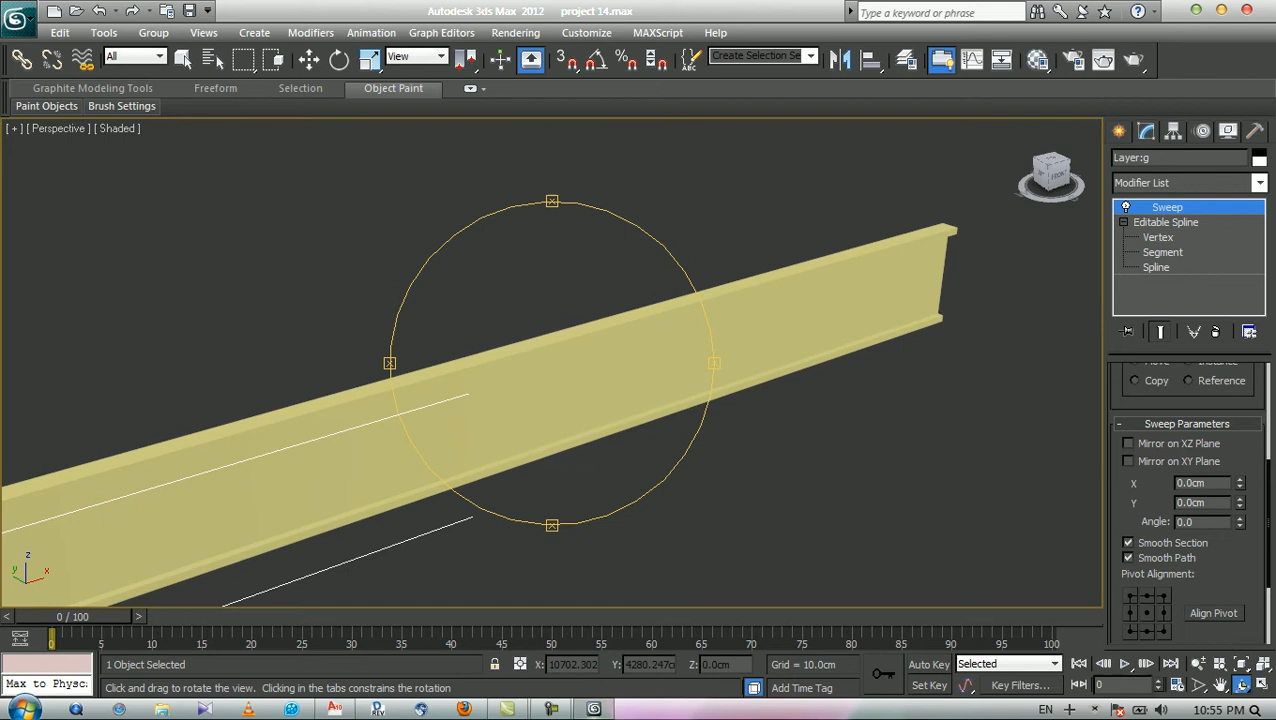 Autodesk 3ds Max 2012 project 14.max
Type a keyword or phrase
Edit Tools Group Views Create Modifiers Animation Graph Editors Rendering Customize MAXScript Help
All View Create Selection Se
Graphite Modeling Tools Freeform Selection Object Paint
Paint Objects Brush Settings
[ + ] [ Perspective ] [ Shaded ]
FRONT
Layer:g
Modifier List
Sweep
Editable Spline
Vertex
Segment
Spline
Copy Reference
Sweep Parameters
Mirror on XZ Plane
Mirror on XY Plane
X 0.0cm
Y 0.0cm
Angle: 0.0
Smooth Section
Smooth Path
Pivot Alignment:
Align Pivot
z
y x
0 / 100
0 5 10 15 20 25 30 35 40 45 50 55 60 65 70 75 80 85 90 95 100
1 Object Selected X: 10702.302 Y: 4280.247c Z: 0.0cm Grid = 10.0cm Auto Key Selected
Max to Physc Click and drag to rotate the view. Clicking in the tabs constrains the rotation Add Time Tag Set Key Key Filters... 0
EN 10:55 PM